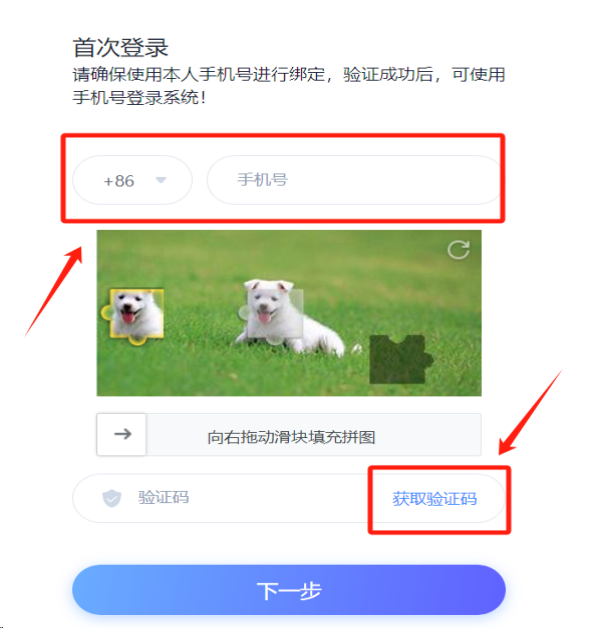 首次登录
请确保使用本人手机号进行绑定，验证成功后，可使用
手机号登录系统！
+86 手机号
向右拖动滑块填充拼图
验证码 获取验证码
下一步